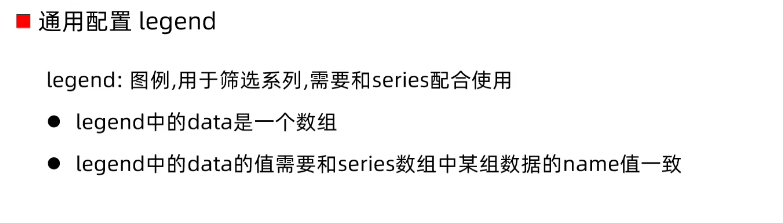 通用配置 legend
legend: 图例,用于筛选系列,需要和series配合使用
legend中的data是一个数组
legend中的data的值需要和series数组中某组数据的name值一致